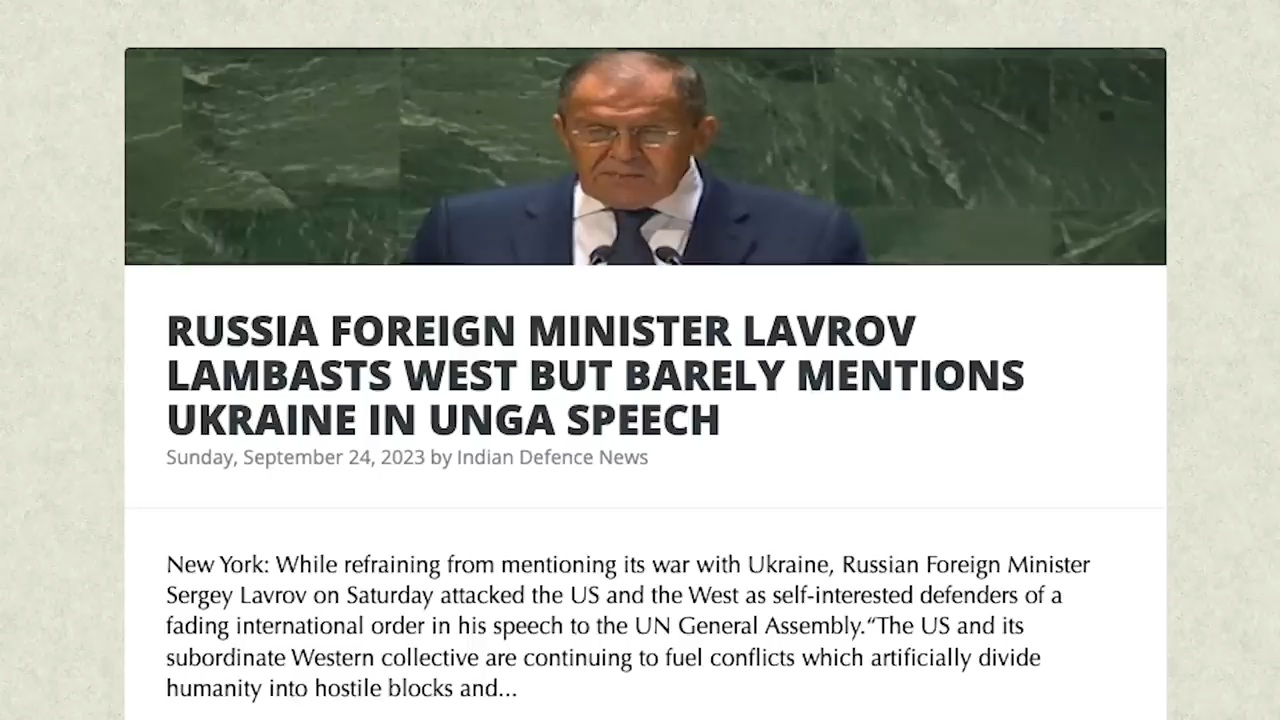 RUSSIA FOREIGN MINISTER LAVROV
LAMBASTS WEST BUT BARELY MENTIONS
UKRAINE IN UNGA SPEECH
Sunday, September 24, 2023 by Indian Defence News
New York: While refraining from mentioning its war with Ukraine, Russian Foreign Minister
Sergey Lavrov on Saturday attacked the US and the West as self-interested defenders of a
fading international order in his speech to the UN General Assembly.“The US and its
subordinate Western collective are continuing to fuel conflicts which artificially divide
humanity into hostile blocks and...